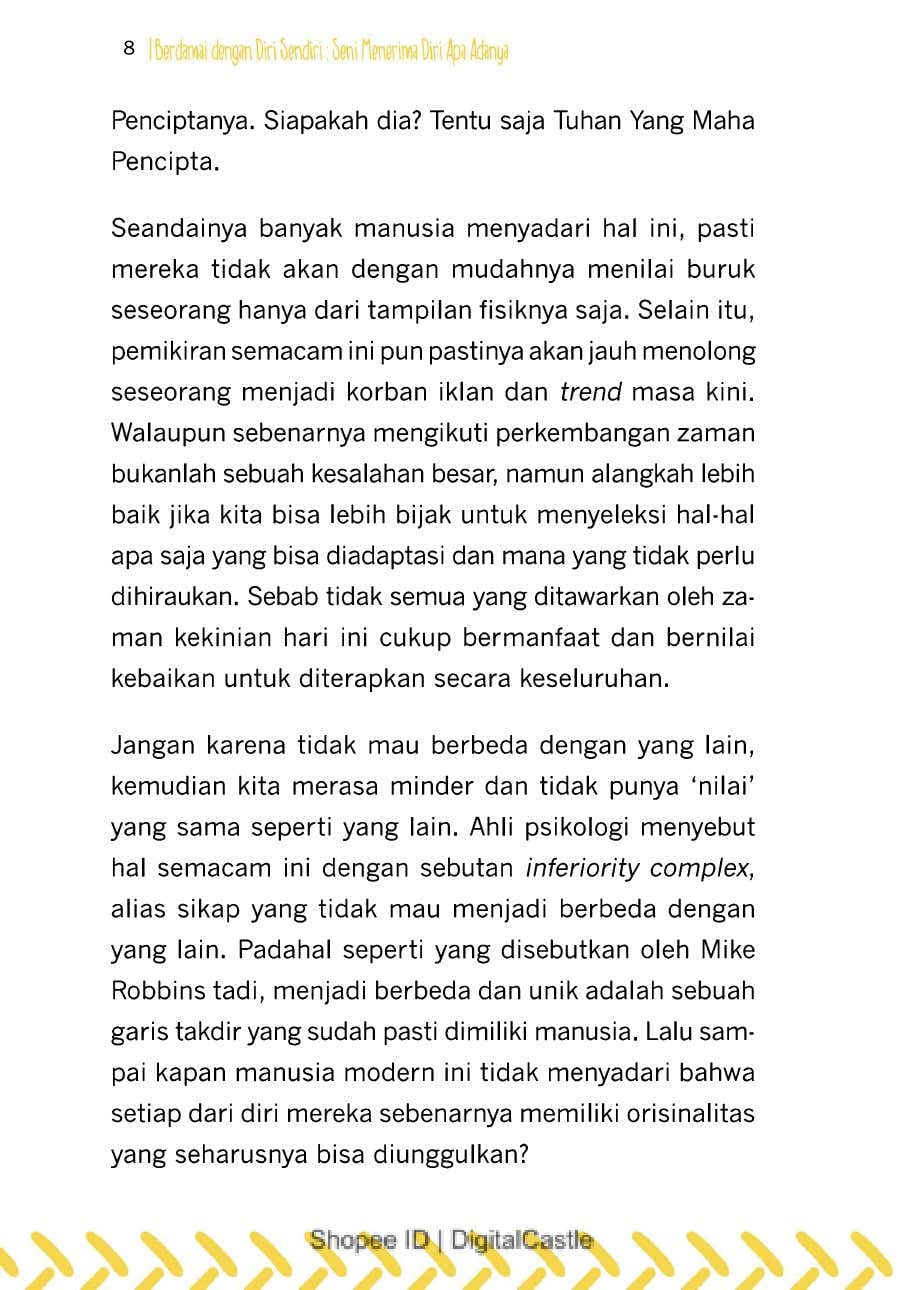 8 | Berdamai dengan Diri Sendiri : Seni Menerima Diri Apa Adanya
Penciptanya. Siapakah dia? Tentu saja Tuhan Yang Maha
Pencipta.
Seandainya banyak manusia menyadari hal ini, pasti
mereka tidak akan dengan mudahnya menilai buruk
seseorang hanya dari tampilan fisiknya saja. Selain itu,
pemikiran semacam ini pun pastinya akan jauh menolong
seseorang menjadi korban iklan dan trend masa kini.
Walaupun sebenarnya mengikuti perkembangan zaman
bukanlah sebuah kesalahan besar, namun alangkah lebih
baik jika kita bisa lebih bijak untuk menyeleksi hal-hal
apa saja yang bisa diadaptasi dan mana yang tidak perlu
dihiraukan. Sebab tidak semua yang ditawarkan oleh za-
man kekinian hari ini cukup bermanfaat dan bernilai
kebaikan untuk diterapkan secara keseluruhan.
Jangan karena tidak mau berbeda dengan yang lain,
kemudian kita merasa minder dan tidak punya ‘nilai’
yang sama seperti yang lain. Ahli psikologi menyebut
hal semacam ini dengan sebutan inferiority complex,
alias sikap yang tidak mau menjadi berbeda dengan
yang lain. Padahal seperti yang disebutkan oleh Mike
Robbins tadi, menjadi berbeda dan unik adalah sebuah
garis takdir yang sudah pasti dimiliki manusia. Lalu sam-
pai kapan manusia modern ini tidak menyadari bahwa
setiap dari diri mereka sebenarnya memiliki orisinalitas
yang seharusnya bisa diunggulkan?
Shopee ID | DigitalCastle